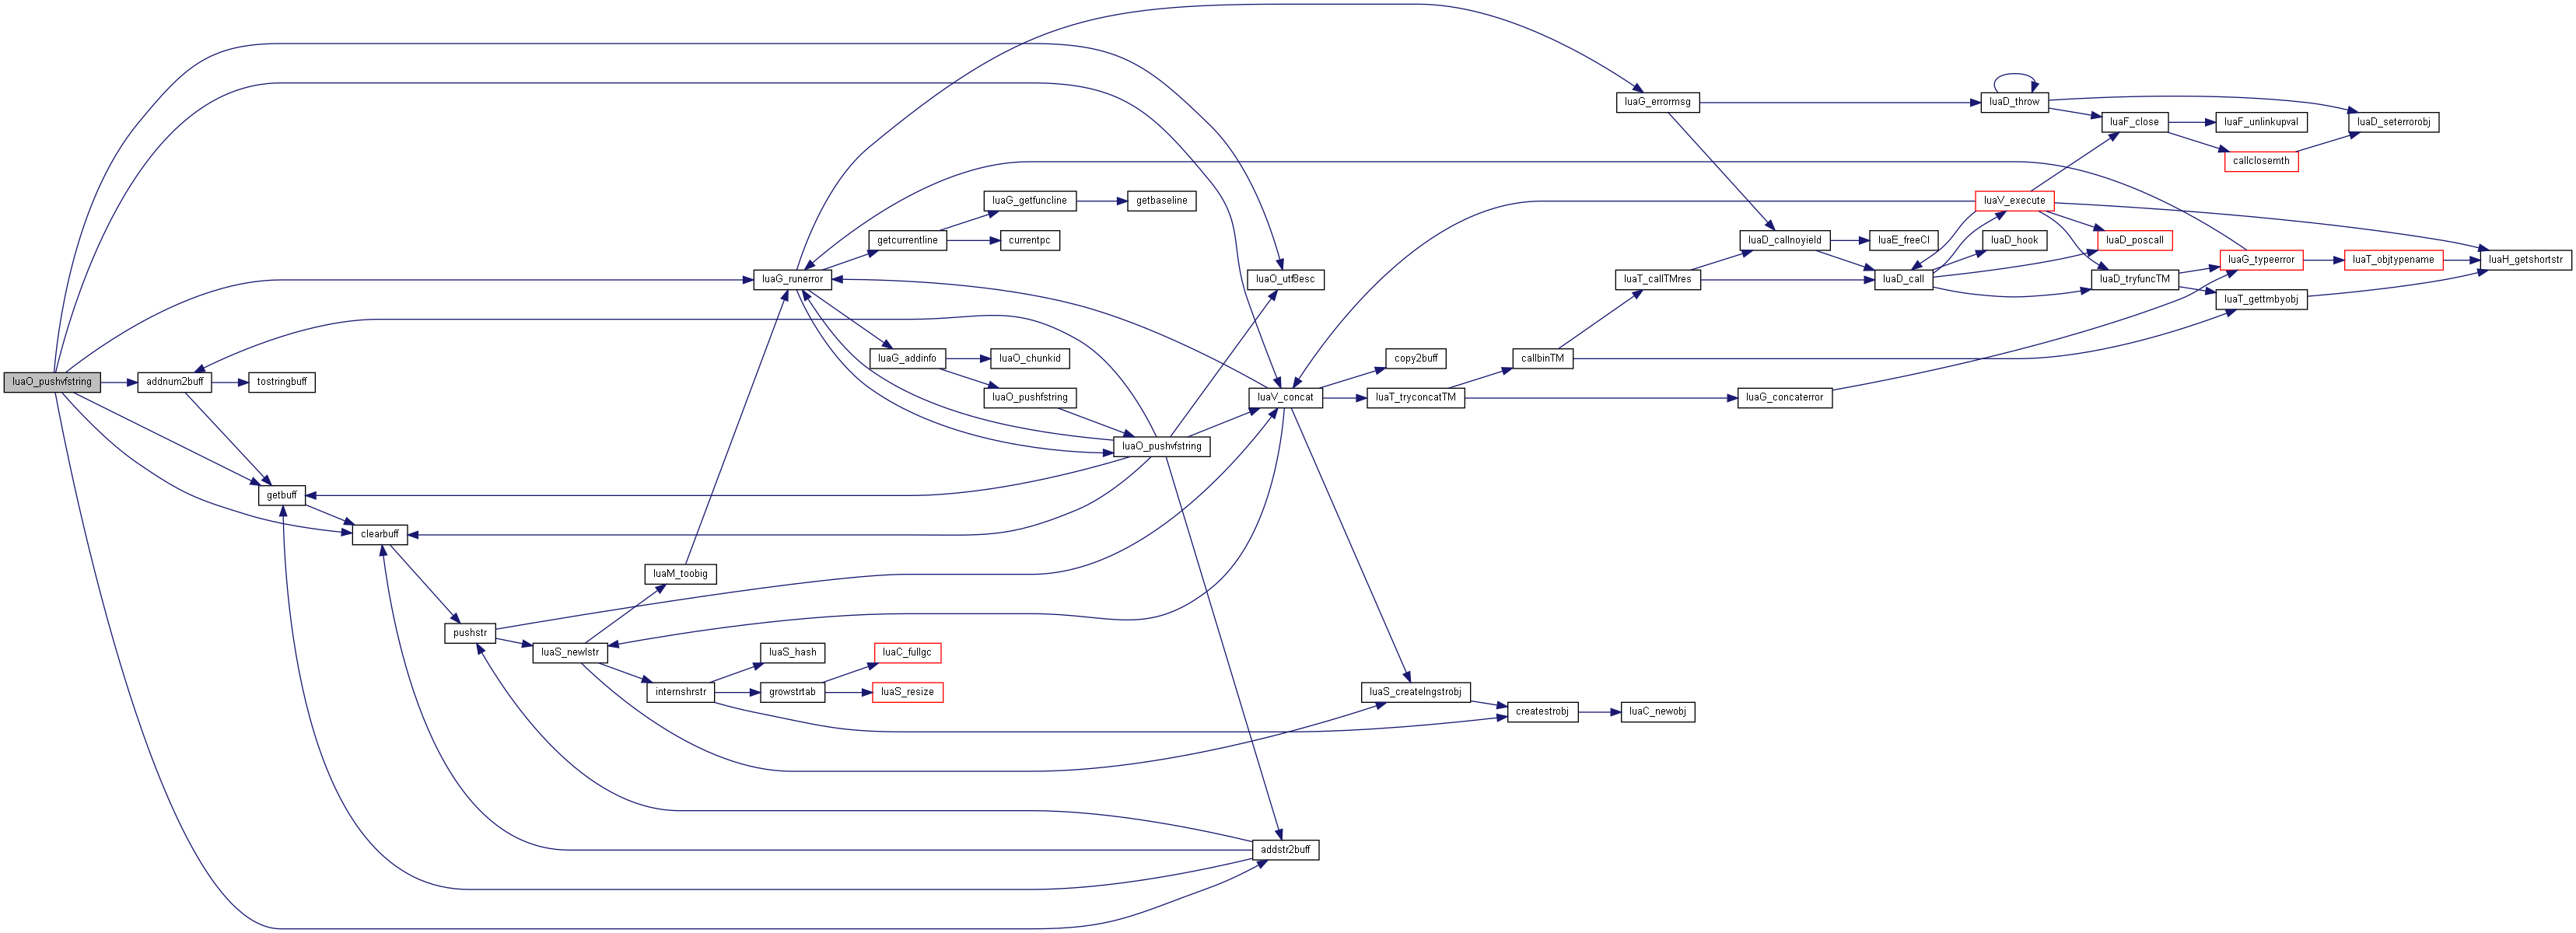 luaG_errormsg
luaD_throw
luaF_close
luaF_unlinkupval
luaD_seterrorobj
callclosemth
luaG_getfuncline
getbaseline
luaV_execute
getcurrentline
currentpc
luaD_callnoyield
luaE_freeCI
luaD_hook
luaD_poscall
luaG_runerror
luaO_utf8esc
luaT_callTMres
luaD_call
luaD_tryfuncTM
luaG_typeerror
luaT_objtypename
luaH_getshortstr
luaT_gettmbyobj
luaG_addinfo
luaO_chunkid
copy2buff
callbinTM
luaO_pushvfstring
addnum2buff
tostringbuff
luaO_pushfstring
luaV_concat
luaT_tryconcatTM
luaG_concaterror
luaO_pushvfstring
getbuff
clearbuff
luaM_toobig
pushstr
luaS_newlstr
luaS_hash
luaC_fullgc
internshrstr
growstrtab
luaS_resize
luaS_createlngstrobj
createstrobj
luaC_newobj
addstr2buff